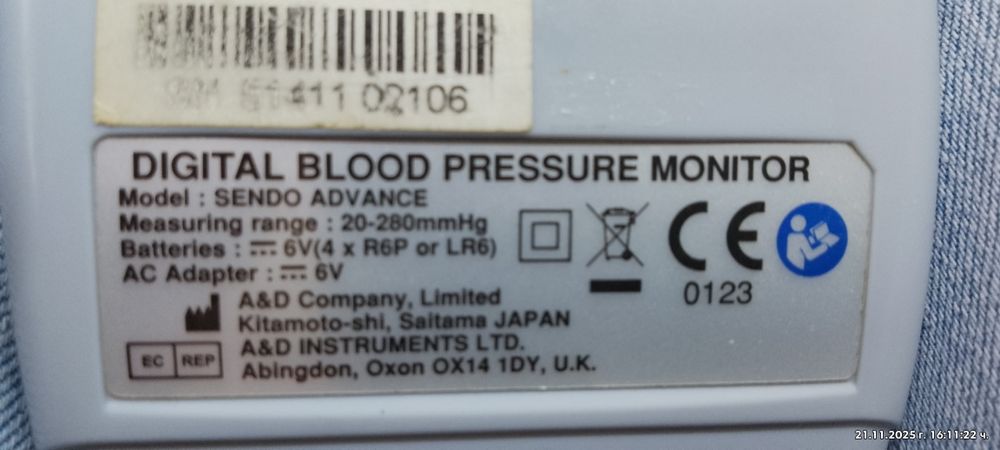 11 02106
DIGITAL BLOOD PRESSURE MONITOR
Model : SENDO ADVANCE
Measuring range : 20-280mmHg
Batteries : ⎓ 6V(4 x R6P or LR6)
AC Adapter : ⎓ 6V
A&D Company, Limited
Kitamoto-shi, Saitama JAPAN
EC REP
A&D INSTRUMENTS LTD.
Abingdon, Oxon OX14 1DY, U.K.
CE
0123
21.11.2025 г. 16:11:22 ч.